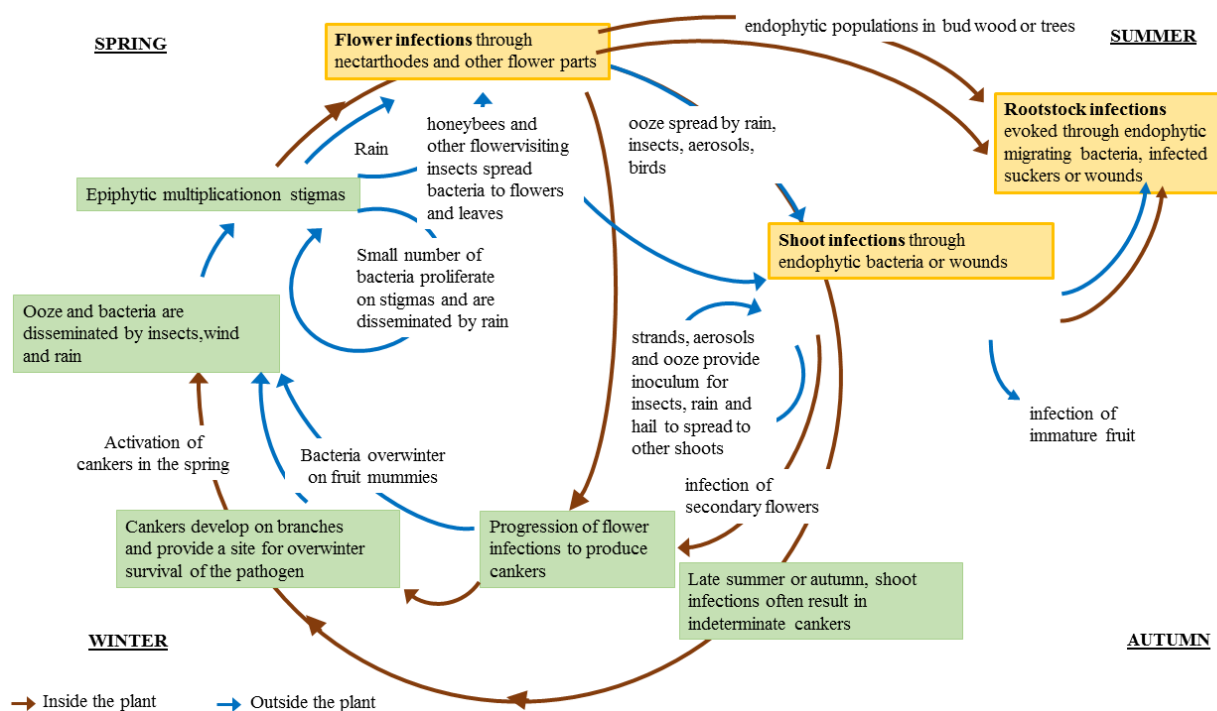 SPRING
Flower infections through
nectarthodes and other flower parts
endophytic populations in bud wood or trees
SUMMER
Rootstock infections
evoked through endophytic
migrating bacteria, infected
suckers or wounds
honeybees and
other flowervisiting
insects spread
bacteria to flowers
and leaves
ooze spread by rain,
insects, aerosols,
birds
Rain
Epiphytic multiplicationon stigmas
Shoot infections through
endophytic bacteria or wounds
Small number of
bacteria proliferate
on stigmas and are
disseminated by rain
Ooze and bacteria are
disseminated by insects,wind
and rain
strands, aerosols
and ooze provide
inoculum for
insects, rain and
hail to spread to
other shoots
infection of
immature fruit
Activation of
cankers in the spring
Bacteria overwinter
on fruit mummies
infection of
secondary flowers
Cankers develop on branches
and provide a site for overwinter
survival of the pathogen
Progression of flower
infections to produce
cankers
Late summer or autumn, shoot
infections often result in
indeterminate cankers
WINTER
AUTUMN
Inside the plant
Outside the plant